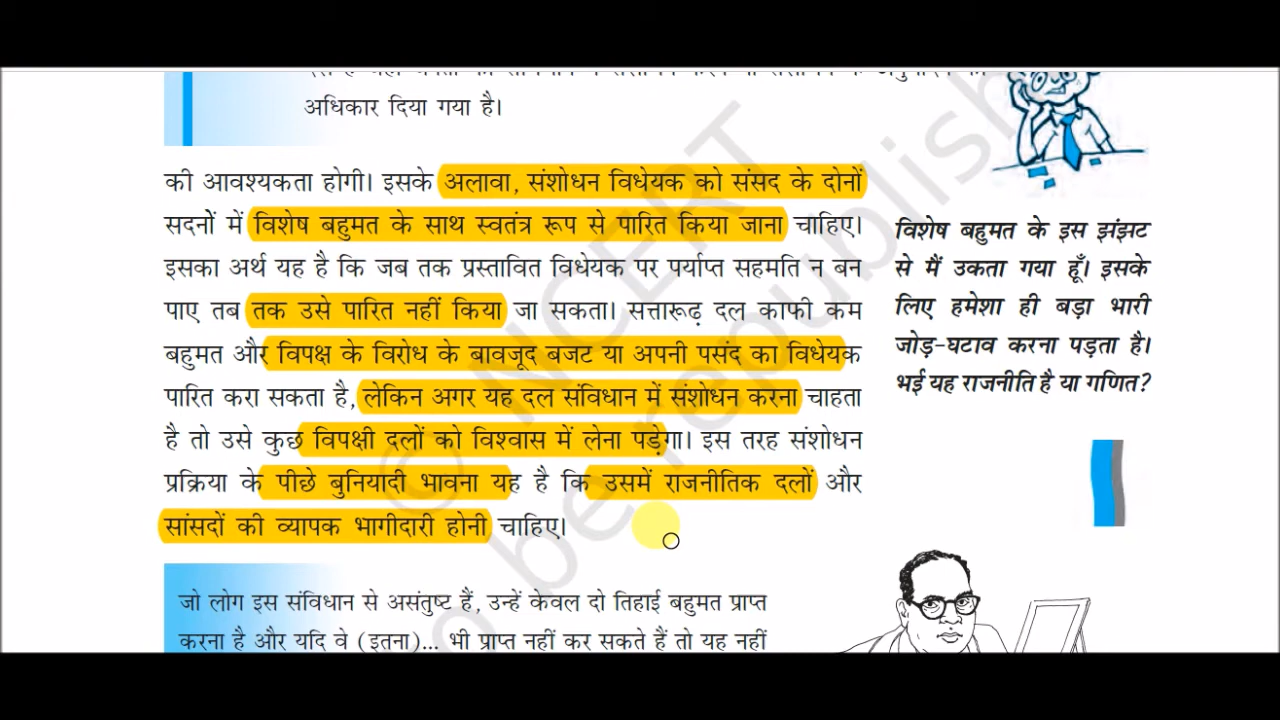 अधिकार दिया गया है।
की आवश्यकता होगी। इसके अलावा, संशोधन विधेयक को संसद के दोनों
सदनों में विशेष बहुमत के साथ स्वतंत्र रूप से पारित किया जाना चाहिए।
इसका अर्थ यह है कि जब तक प्रस्तावित विधेयक पर पर्याप्त सहमति न बन
पाए तब तक उसे पारित नहीं किया जा सकता। सत्तारूढ़ दल काफी कम
बहुमत और विपक्ष के विरोध के बावजूद बजट या अपनी पसंद का विधेयक
पारित करा सकता है, लेकिन अगर यह दल संविधान में संशोधन करना चाहता
है तो उसे कुछ विपक्षी दलों को विश्वास में लेना पड़ेगा। इस तरह संशोधन
प्रक्रिया के पीछे बुनियादी भावना यह है कि उसमें राजनीतिक दलों और
सांसदों की व्यापक भागीदारी होनी चाहिए।
विशेष बहुमत के इस झंझट
से मैं उकता गया हूँ। इसके
लिए हमेशा ही बड़ा भारी
जोड़-घटाव करना पड़ता है।
भई यह राजनीति है या गणित?
जो लोग इस संविधान से असंतुष्ट हैं, उन्हें केवल दो तिहाई बहुमत प्राप्त
करना है और यदि वे (इतना)... भी प्राप्त नहीं कर सकते हैं तो यह नहीं
© NCERT
be republish